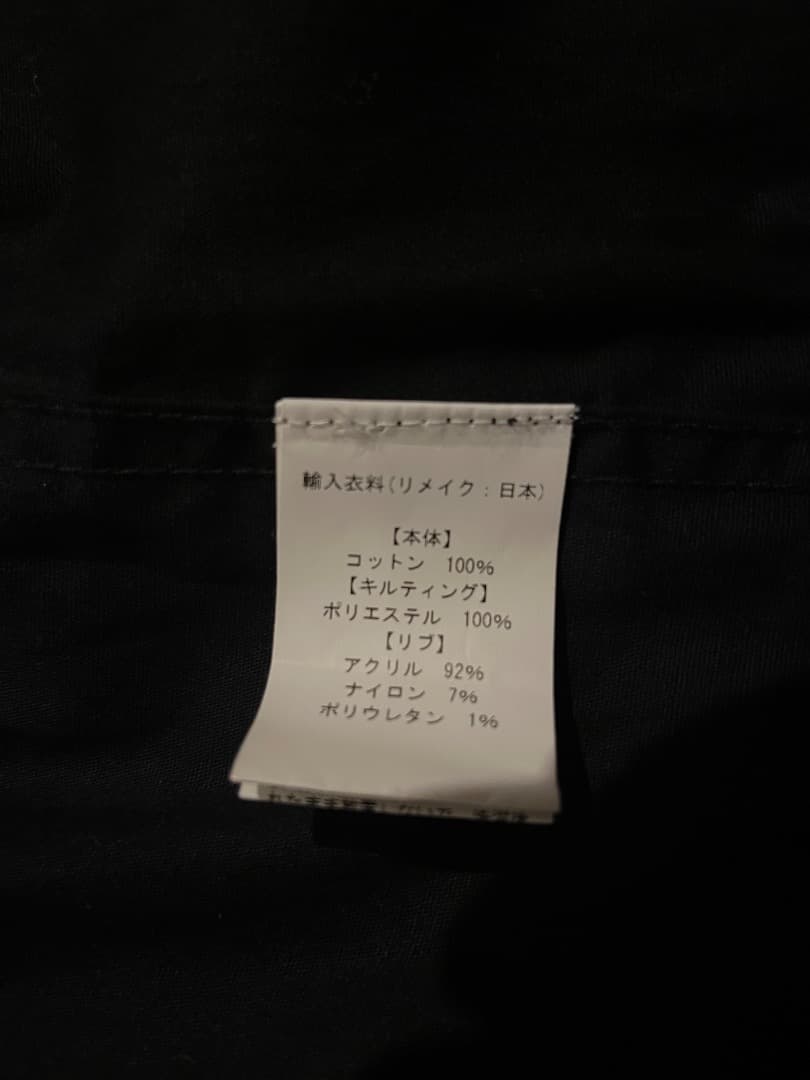 輸入衣料(リメイク:日本)
【本体】
コットン 100%
【キルティング】
ポリエステル 100%
【リブ】
アクリル 92%
ナイロン 7%
ポリウレタン 1%